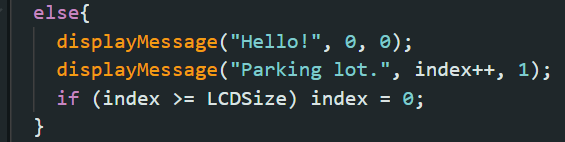 else{
displayMessage("Hello!", 0, 0);
displayMessage("Parking lot.", index++, 1);
if (index >= LCDSize) index = 0;
}